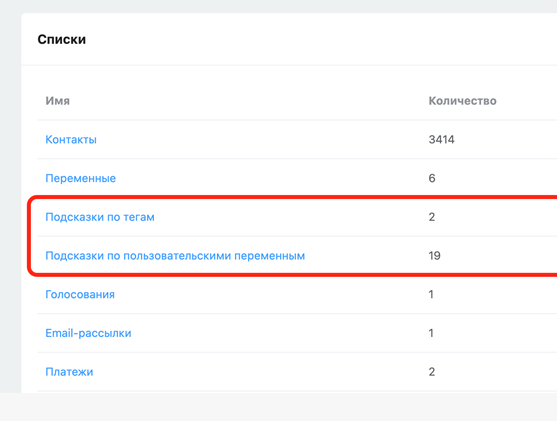 Списки
Имя Количество
Контакты 3414
Переменные 6
Подсказки по тегам 2
Подсказки по пользовательскими переменным 19
Голосования 1
Email-рассылки 1
Платежи 2